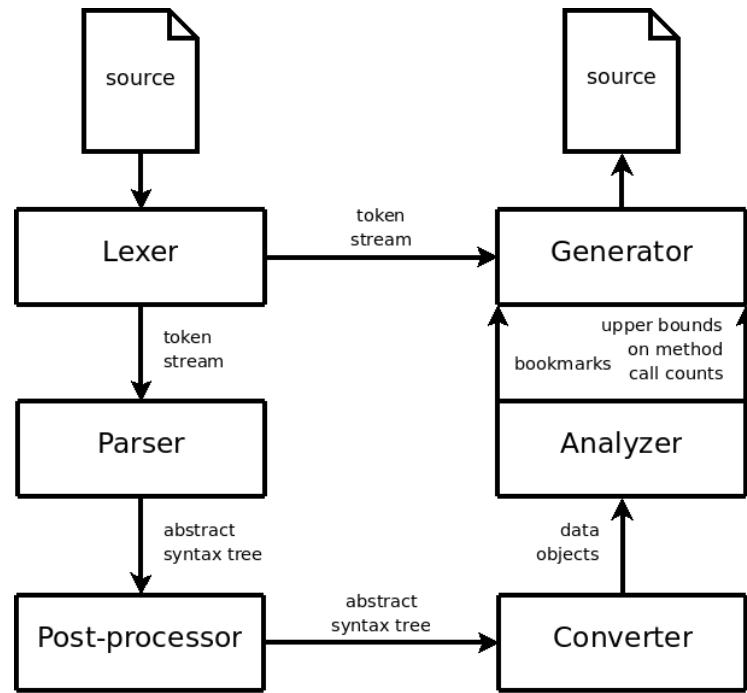 source
source
Lexer
token
stream
Generator
token
stream
upper bounds
on method
call counts
bookmarks
Parser
Analyzer
abstract
syntax tree
data
objects
Post-processor
abstract
syntax tree
Converter